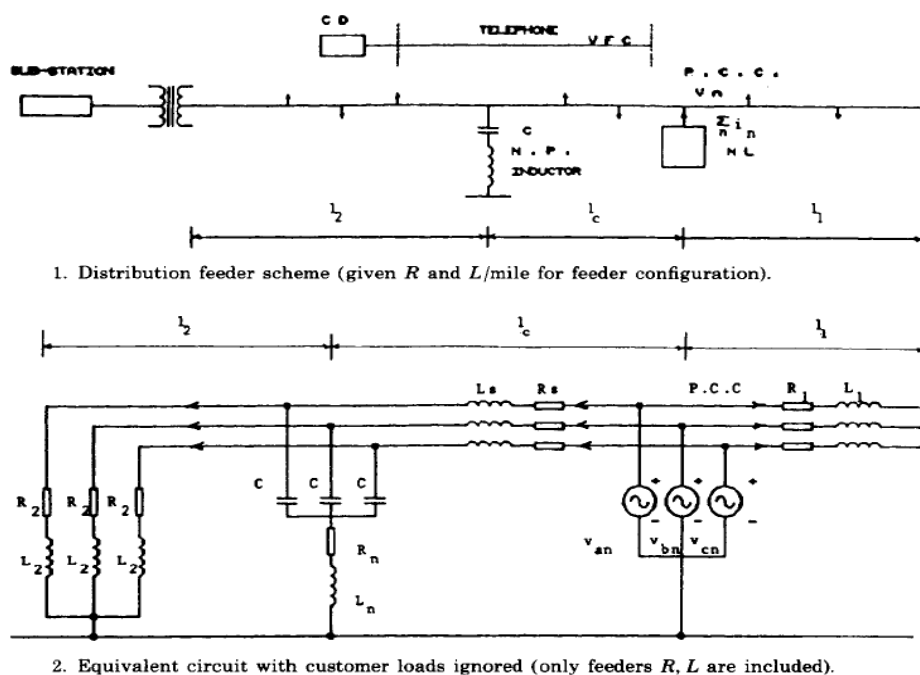 C D
TELEPHONE
V F C
SUB-STATION
P . C . C .
V n
C
N . P .
INDUCTOR
Σ i n
n
N L
l2
lc
l1
1. Distribution feeder scheme (given R and L/mile for feeder configuration).
l2
lc
l1
Ls Rs P.C.C R1 L1
C C C
R2 R2 R2
+ + +
- - -
Rn
van vbn vcn
L2 L2 L2
Ln
2. Equivalent circuit with customer loads ignored (only feeders R, L are included).